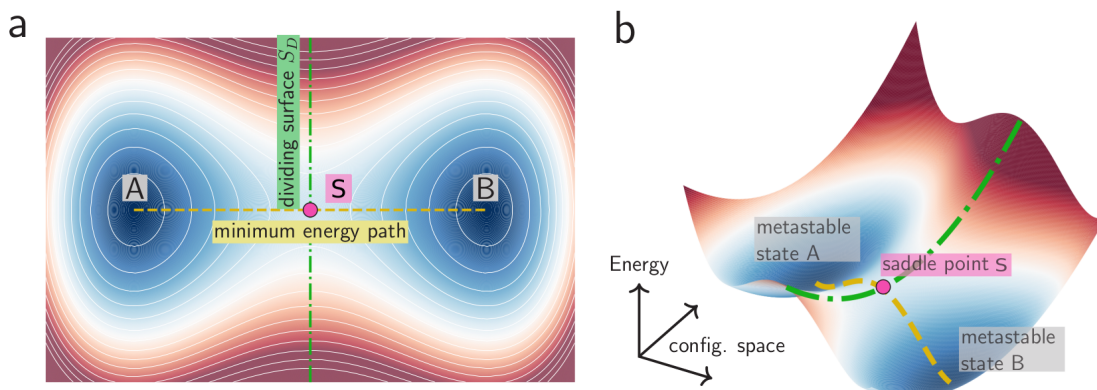 a
dividing surface S_D
A
s
B
minimum energy path
b
metastable
state A
saddle point s
Energy
config. space
metastable
state B